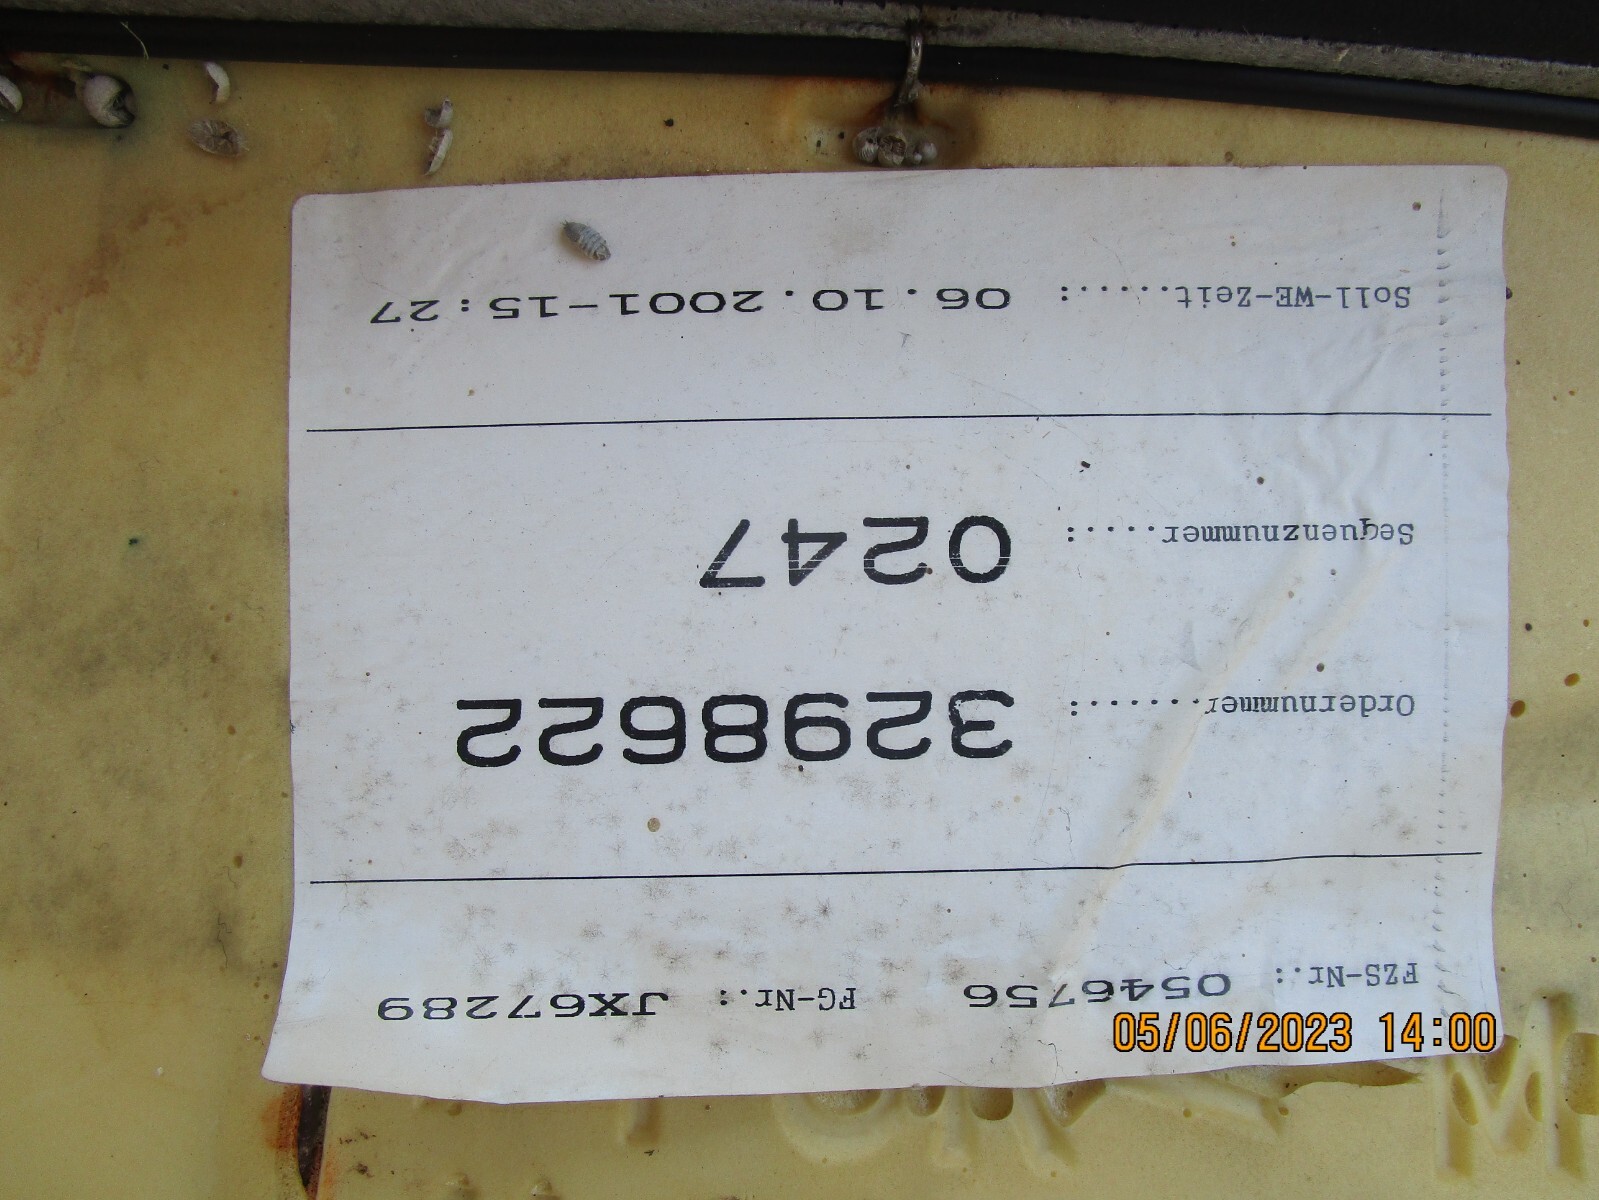 FZS-Nr.: 0546756 FG-Nr.: JX67289
Ordernummer.......: 3298622
Sequenznummer.....: 0247
Soll-WE-Zeit......: 06.10.2001-15:27
05/06/2023 14:00